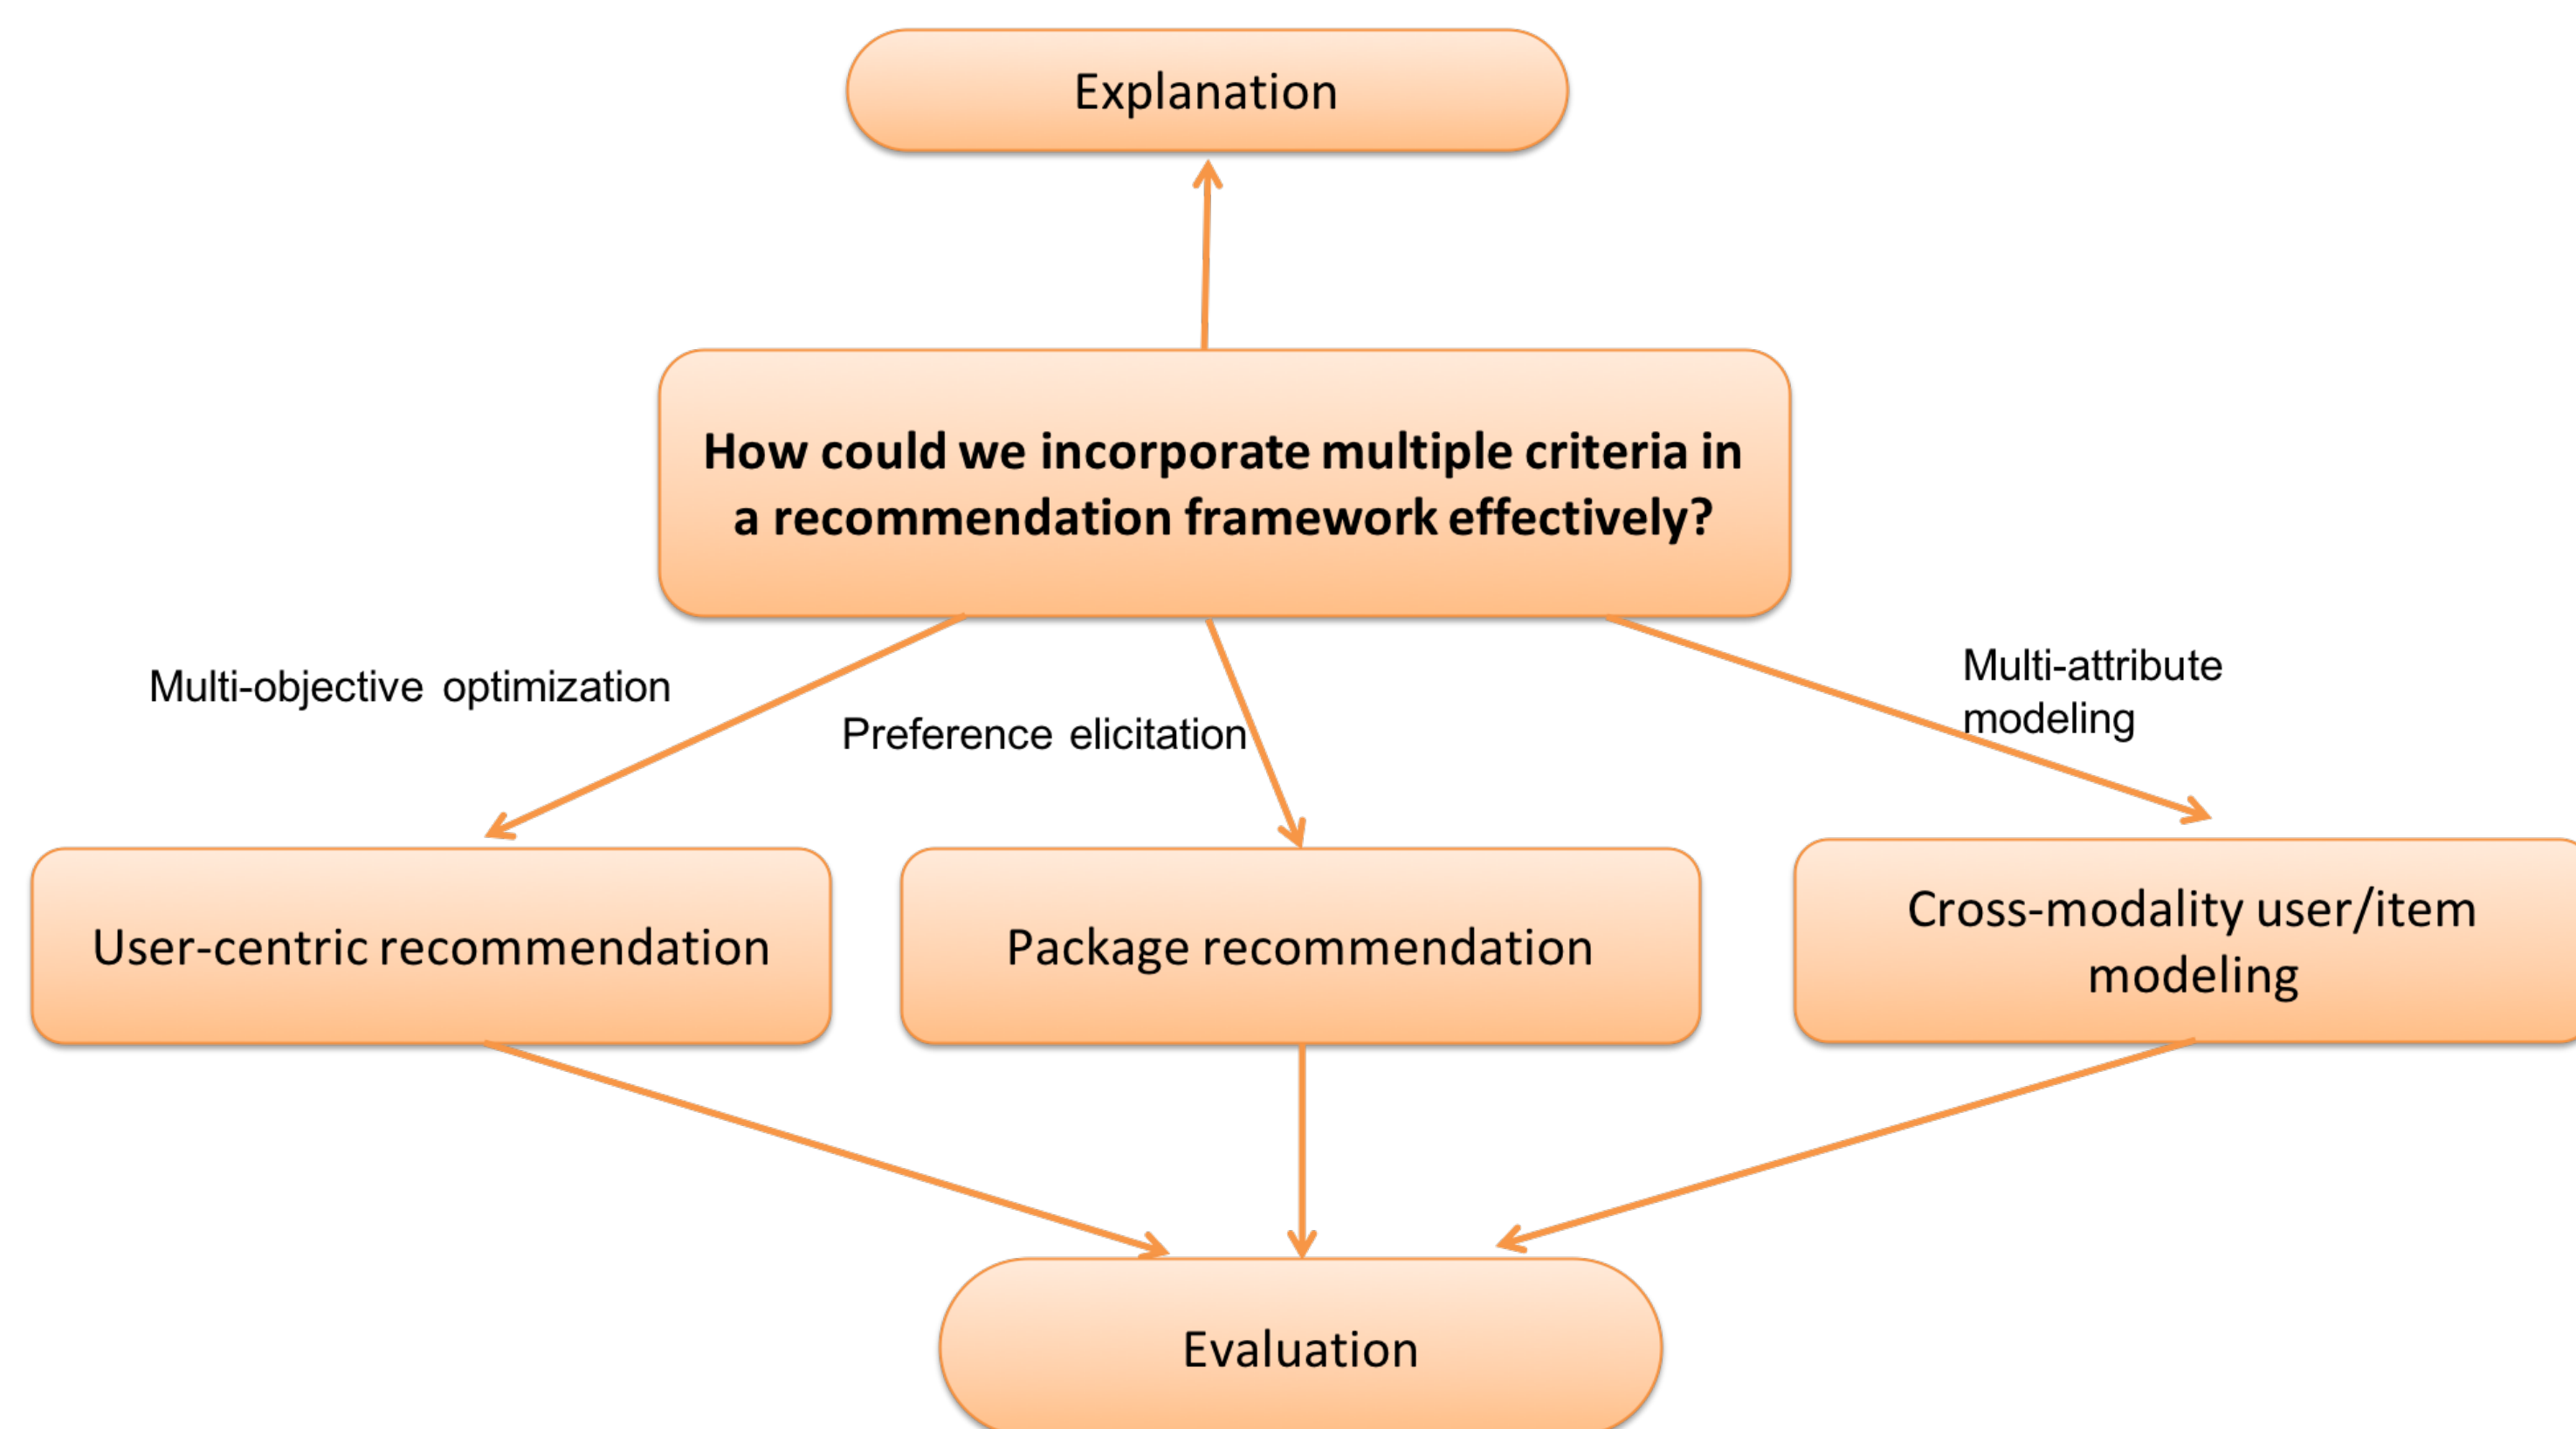 Explanation
How could we incorporate multiple criteria in
a recommendation framework effectively?
Multi-objective optimization
Preference elicitation
Multi-attribute
modeling
User-centric recommendation
Package recommendation
Cross-modality user/item
modeling
Evaluation